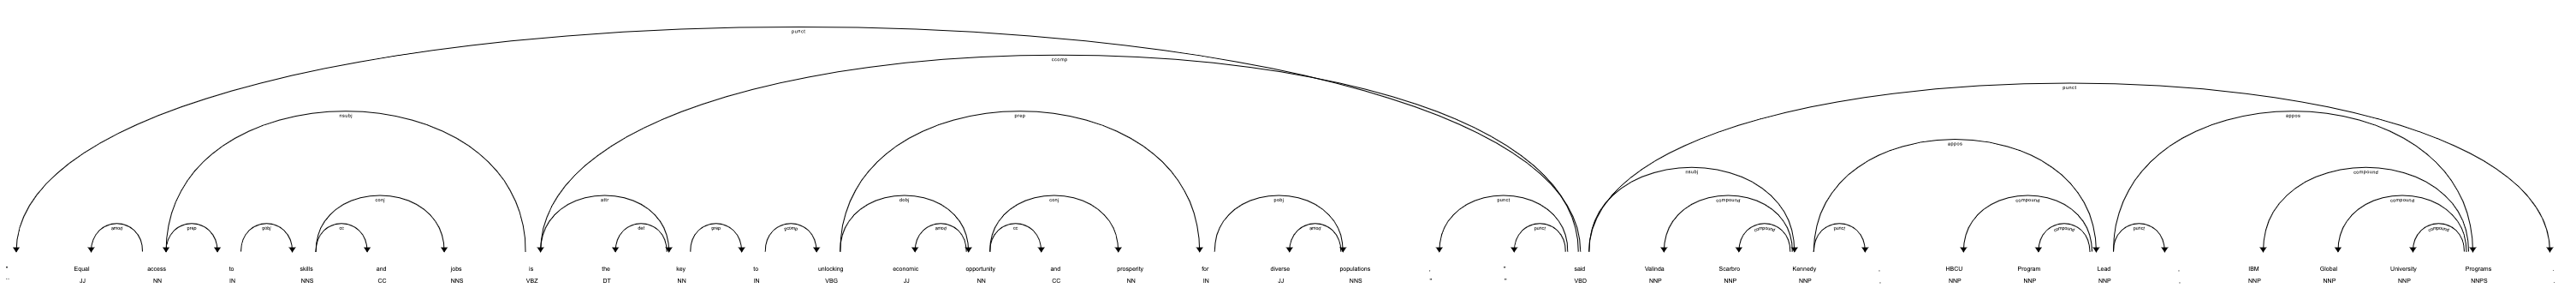 punct
ccomp
punct
nsubj prep appos
appos
nsubj compound
conj attr dobj conj pobj punct compound compound compound
amod prep pobj cc det prep pcomp amod cc amod punct compound punct compound punct compound
" Equal access to skills and jobs is the key to unlocking economic opportunity and prosperity for diverse populations , " said Valinda Scarbro Kennedy , HBCU Program Lead , IBM Global University Programs .
`` JJ NN IN NNS CC NNS VBZ DT NN IN VBG JJ NN CC NN IN JJ NNS '' '' VBD NNP NNP NNP , NNP NNP NNP , NNP NNP NNP NNPS .